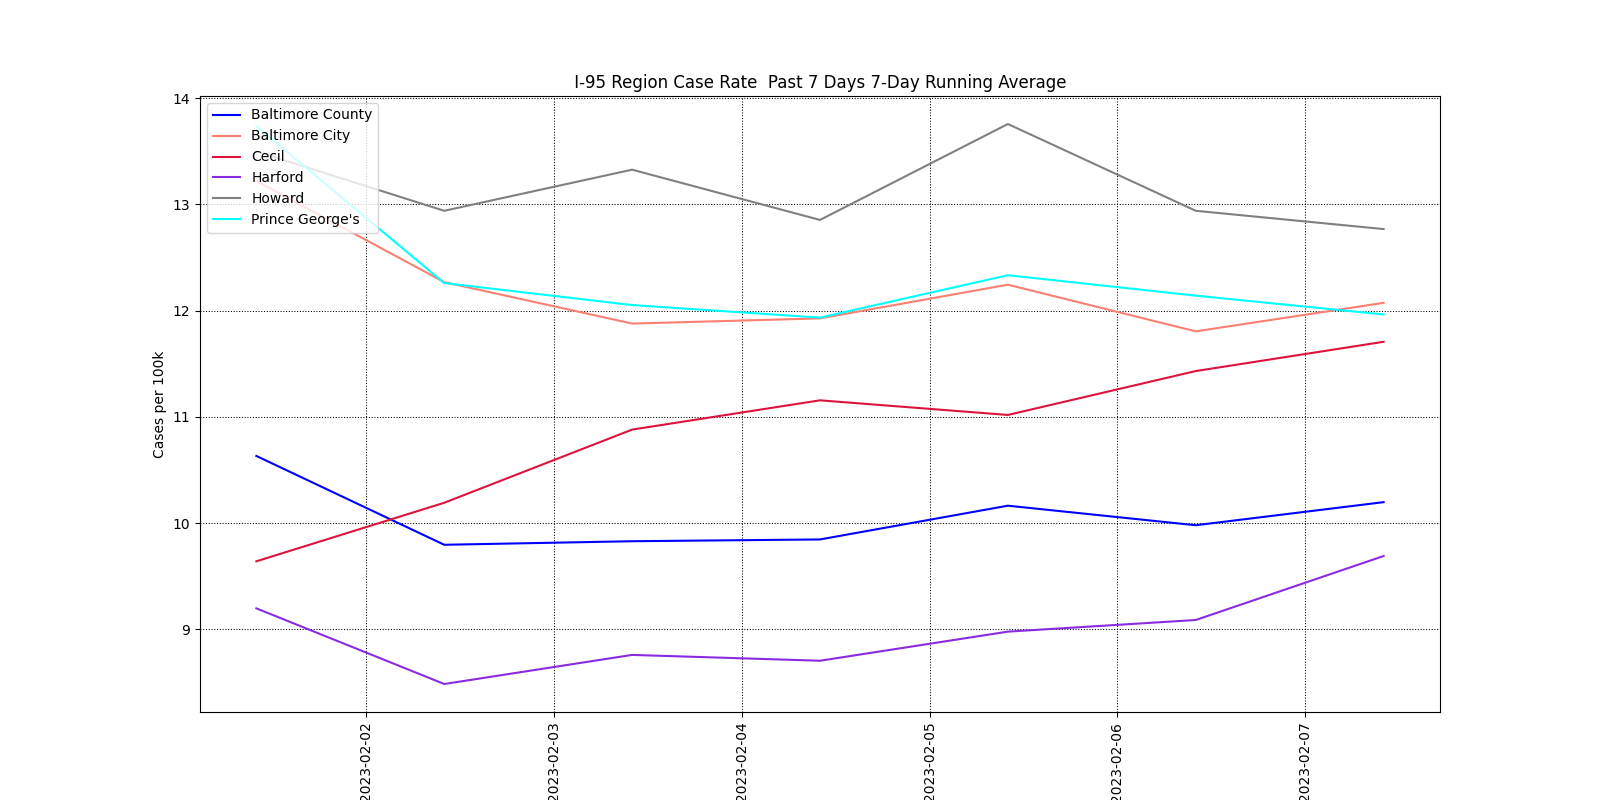 I-95 Region Case Rate  Past 7 Days 7-Day Running Average
Cases per 100k
14
13
12
11
10
9
Baltimore County
Baltimore City
Cecil
Harford
Howard
Prince George's
2023-02-02
2023-02-03
2023-02-04
2023-02-05
2023-02-06
2023-02-07